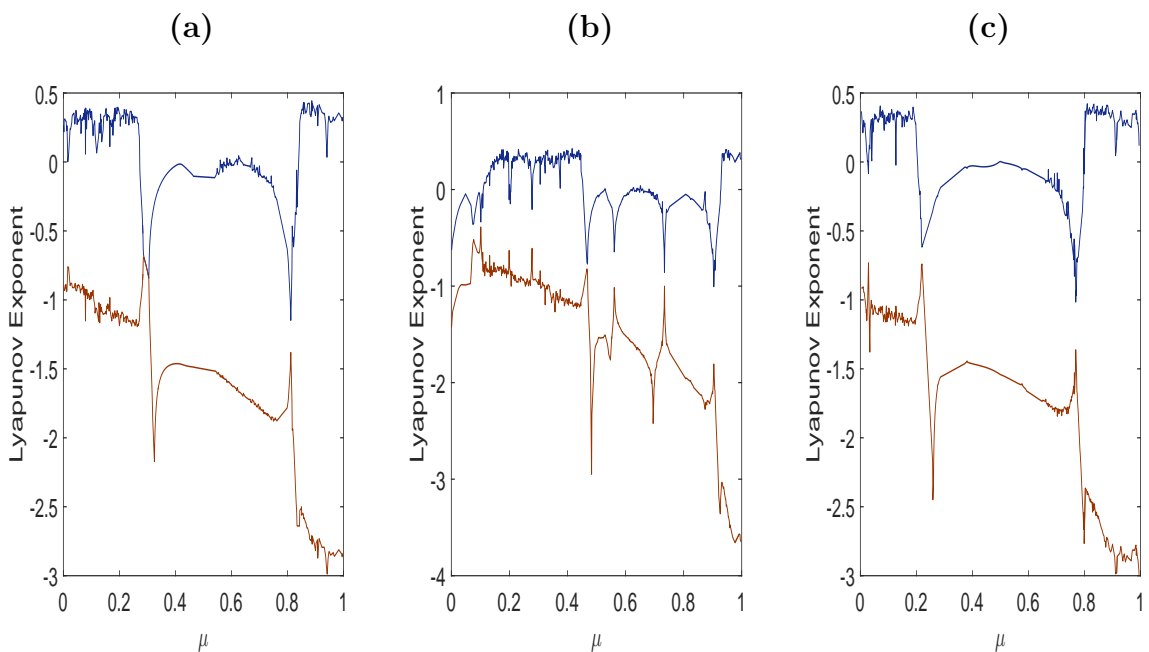 (a) (b) (c)
0.5 1 0.5
0 0 0
-0.5 -1 -0.5
-1 -2 -1
-1.5 -3 -1.5
-2 -4 -2
-2.5 -2.5
-3 -3
Lyapunov Exponent Lyapunov Exponent Lyapunov Exponent
0 0.2 0.4 0.6 0.8 1 0 0.2 0.4 0.6 0.8 1 0 0.2 0.4 0.6 0.8 1
μ μ μ